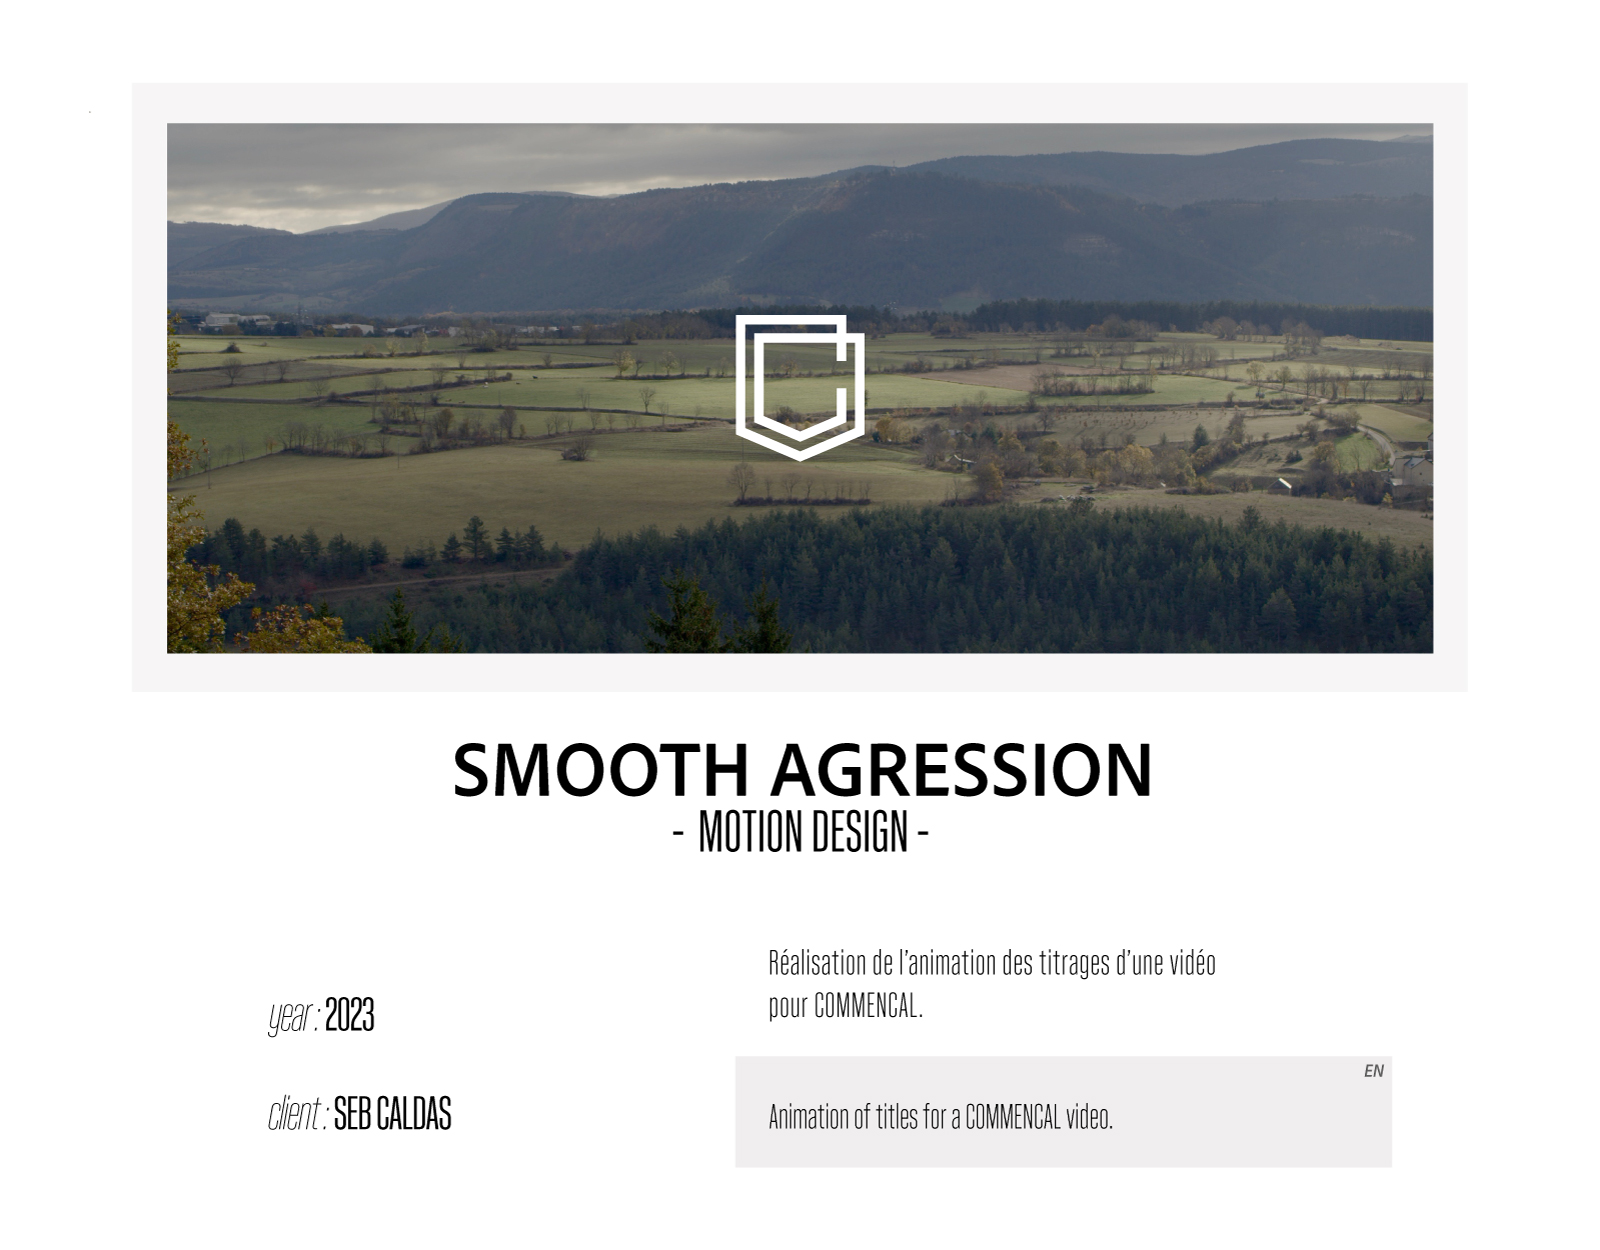 SMOOTH AGRESSION
- MOTION DESIGN -
Réalisation de l’animation des titrages d’une vidéo
pour COMMENCAL.
year : 2023
client : SEB CALDAS
EN
Animation of titles for a COMMENCAL video.